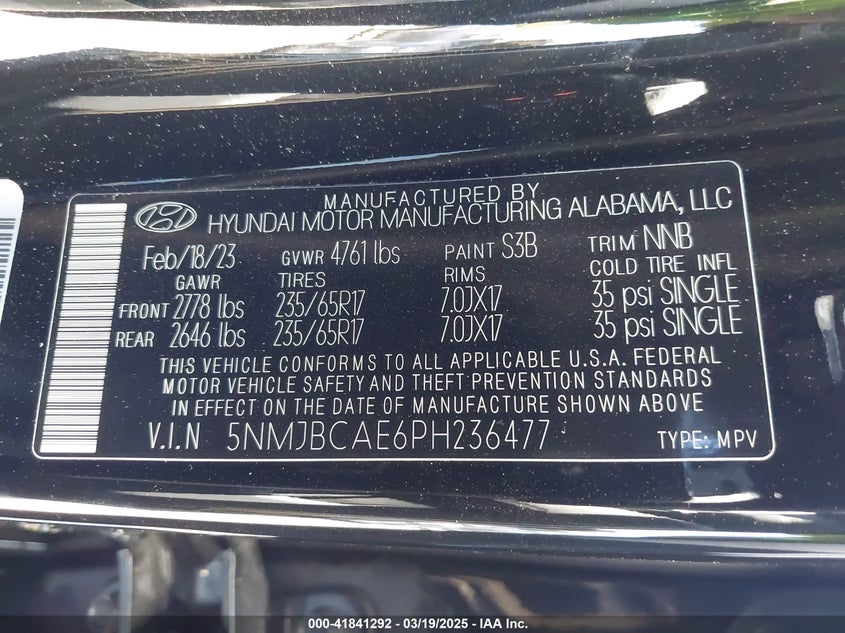 MANUFACTURED BY
HYUNDAI MOTOR MANUFACTURING ALABAMA, LLC
Feb/18/23 GVWR 4761 lbs PAINT S3B TRIM NNB
GAWR TIRES RIMS COLD TIRE INFL
FRONT 2778 lbs 235/65R17 7.0JX17 35 psi SINGLE
REAR 2646 lbs 235/65R17 7.0JX17 35 psi SINGLE
THIS VEHICLE CONFORMS TO ALL APPLICABLE U.S.A. FEDERAL
MOTOR VEHICLE SAFETY AND THEFT PREVENTION STANDARDS
IN EFFECT ON THE DATE OF MANUFACTURE SHOWN ABOVE
V.I.N 5NMJBCAE6PH236477 TYPE: MPV
000-41841292 - 03/19/2025 - IAA Inc.